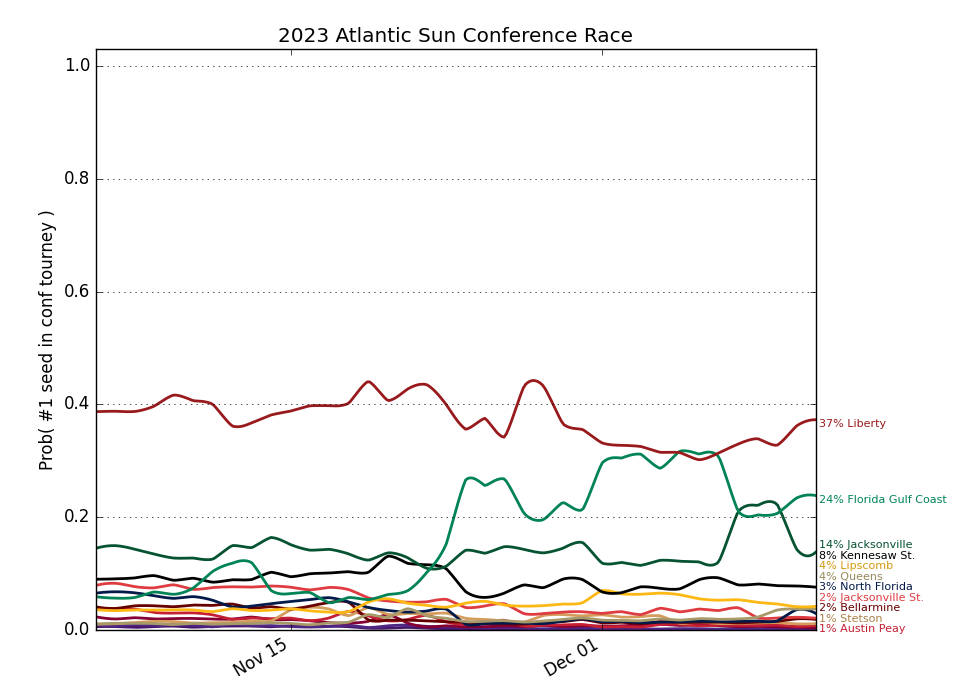 2023 Atlantic Sun Conference Race
Prob( #1 seed in conf tourney )
1.0
0.8
0.6
0.4
0.2
0.0
Nov 15
Dec 01
37% Liberty
24% Florida Gulf Coast
14% Jacksonville
8% Kennesaw St.
4% Lipscomb
4% Queens
3% North Florida
2% Jacksonville St.
2% Bellarmine
1% Stetson
1% Austin Peay